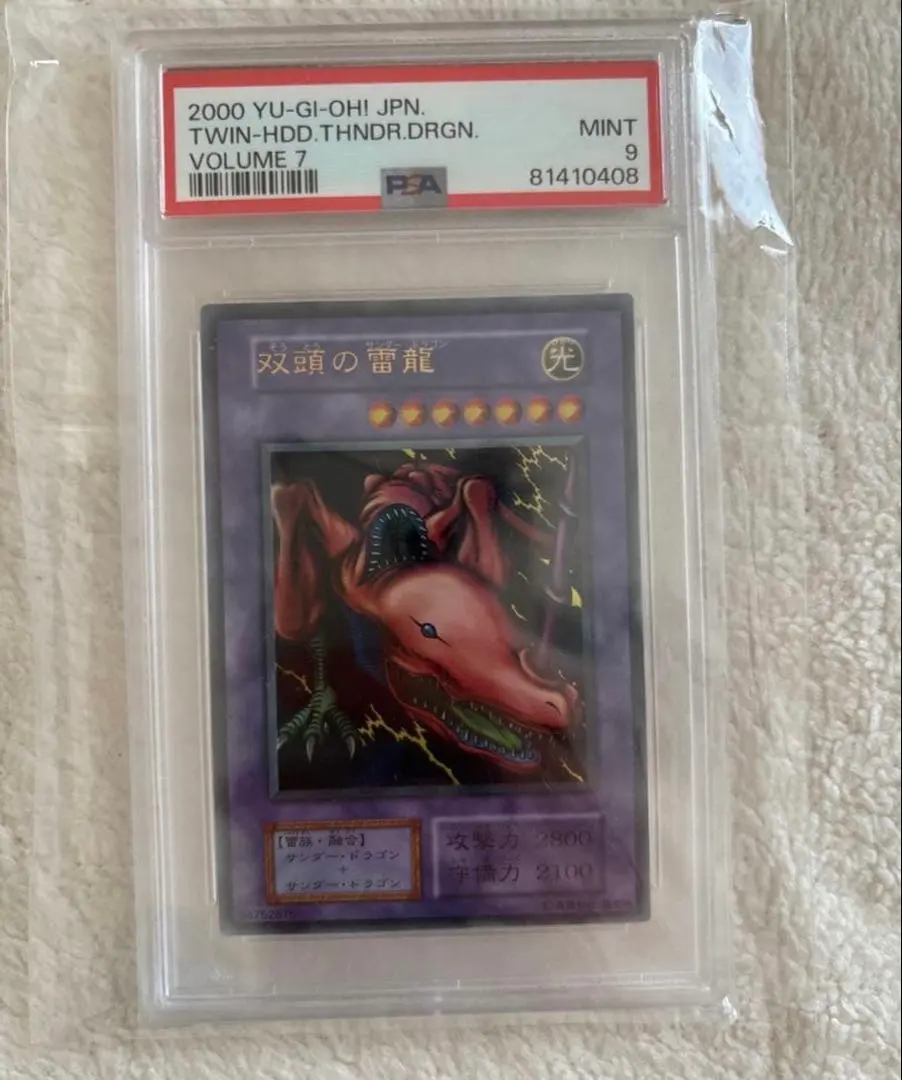 2000 YU-GI-OH! JPN.
TWIN-HDD.THNDR.DRGN. MINT
VOLUME 7 9
81410408
PSA
双頭の雷龍
サンダー ドラゴン
光
【雷族・融合】
サンダー・ドラゴン
+
サンダー・ドラゴン
攻撃力 2800
守備力 2100